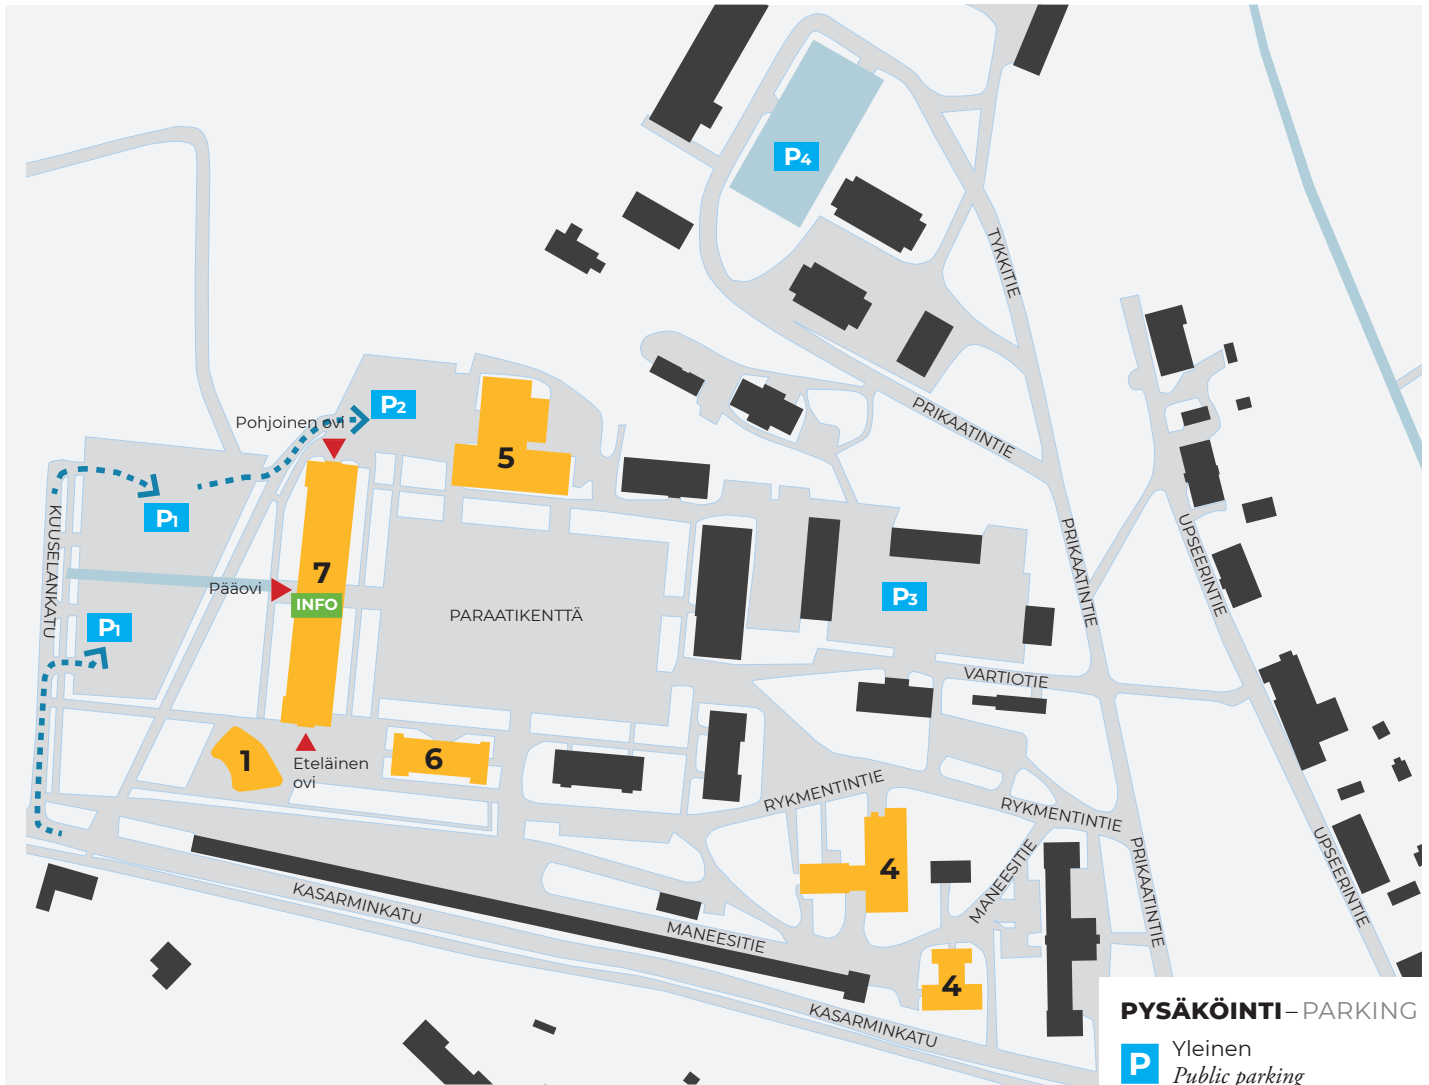 P4
TYKKITIE
P2
Pohjoinen ovi
PRIKAATINTIE
5
P1
KUUSELANKATU
7
INFO
Pääovi
PARAATIKENTTÄ
P3
PRIKAATINTIE
UPSEERINTIE
P1
VARTIOTIE
1
Eteläinen
ovi
6
RYKMENTINTIE
RYKMENTINTIE
4
MANEESITIE
PRIKAATINTIE
UPSEERINTIE
KASARMINKATU
MANEESITIE
4
KASARMINKATU
PYSÄKÖINTI – PARKING
P
Yleinen
Public parking